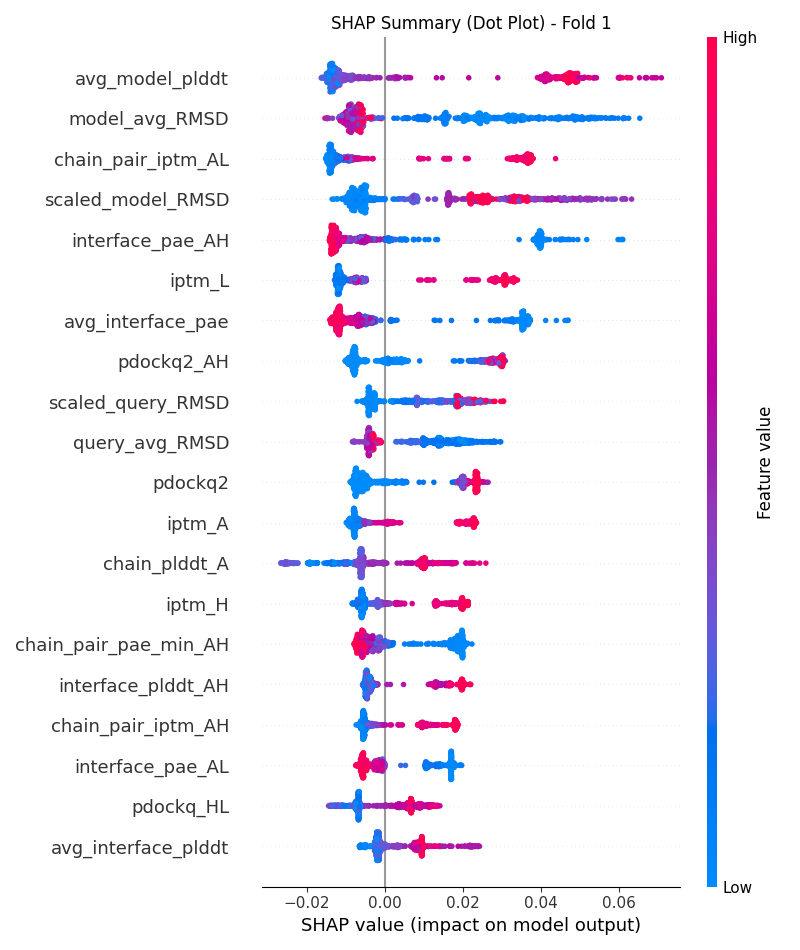 SHAP Summary (Dot Plot) - Fold 1
High
avg_model_plddt
model_avg_RMSD
chain_pair_iptm_AL
scaled_model_RMSD
interface_pae_AH
iptm_L
avg_interface_pae
pdockq2_AH
scaled_query_RMSD
query_avg_RMSD
pdockq2
iptm_A
chain_plddt_A
iptm_H
chain_pair_pae_min_AH
interface_plddt_AH
chain_pair_iptm_AH
interface_pae_AL
pdockq_HL
avg_interface_plddt
Feature value
Low
−0.02 0.00 0.02 0.04 0.06
SHAP value (impact on model output)